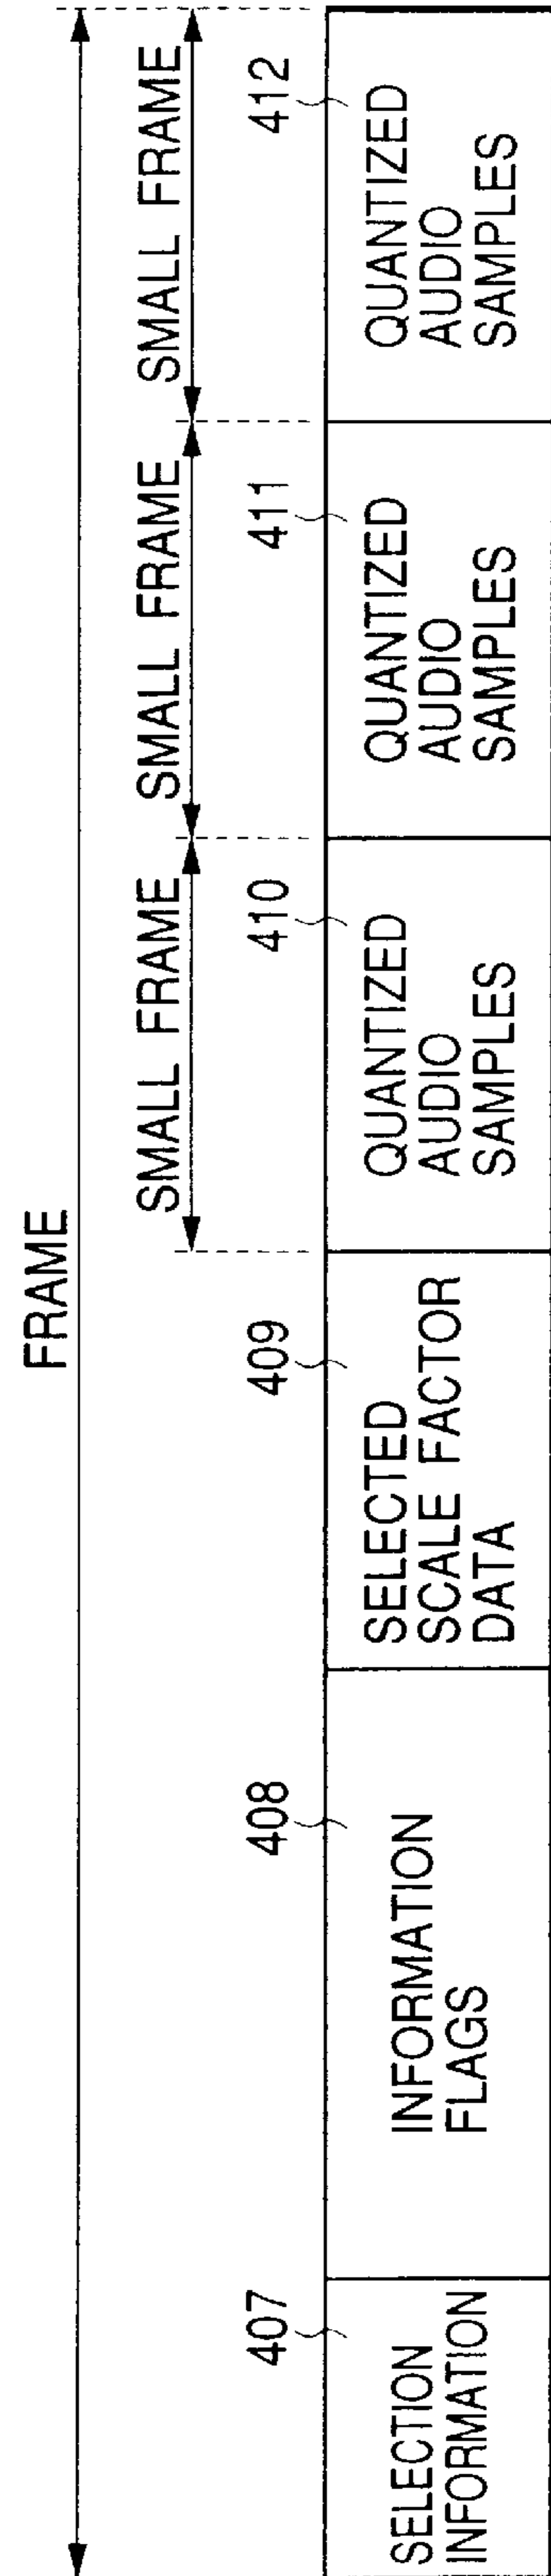 FRAME
SMALL FRAME
SMALL FRAME
SMALL FRAME
407
408
409
410
411
412
SELECTION
INFORMATION
INFORMATION
FLAGS
SELECTED
SCALE FACTOR
DATA
QUANTIZED
AUDIO
SAMPLES
QUANTIZED
AUDIO
SAMPLES
QUANTIZED
AUDIO
SAMPLES